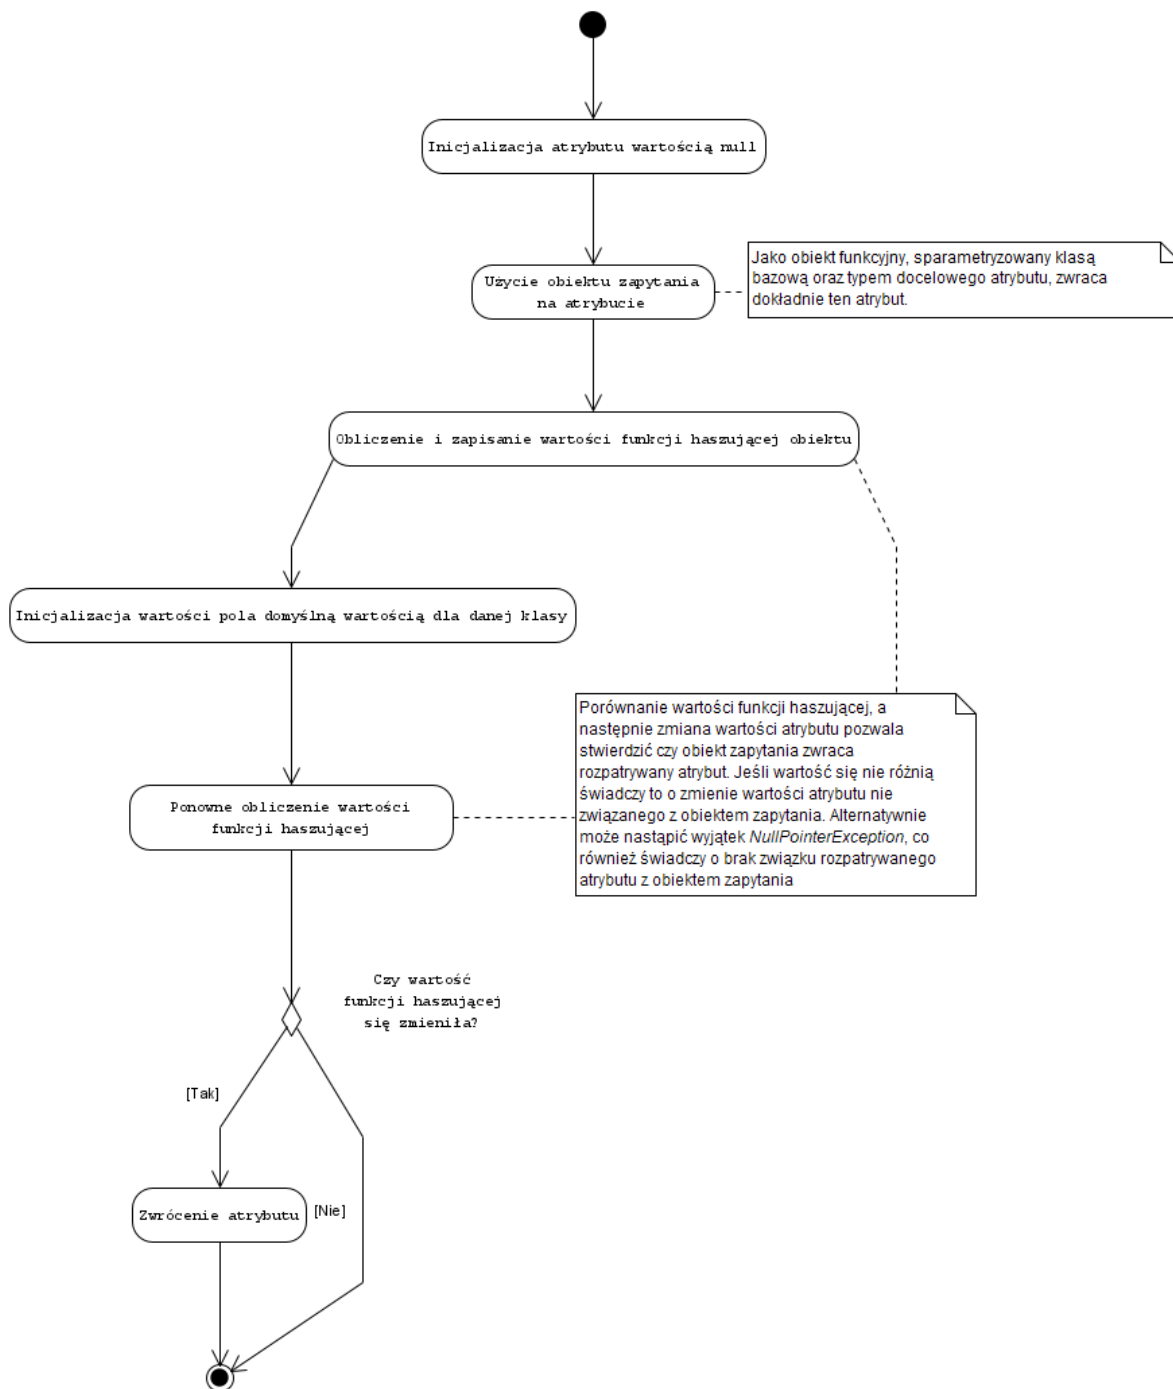 Inicjalizacja atrybutu wartością null
Użycie obiektu zapytania
na atrybucie
Jako obiekt funkcyjny, sparametryzowany klasą
bazową oraz typem docelowego atrybutu, zwraca
dokładnie ten atrybut.
Obliczenie i zapisanie wartości funkcji haszującej obiektu
Inicjalizacja wartości pola domyślną wartością dla danej klasy
Porównanie wartości funkcji haszującej, a
następnie zmiana wartości atrybutu pozwala
stwierdzić czy obiekt zapytania zwraca
rozpatrywany atrybut. Jeśli wartość się nie różnią
świadczy to o zmienie wartości atrybutu nie
związanego z obiektem zapytania. Alternatywnie
może nastąpić wyjątek NullPointerException, co
również świadczy o brak związku rozpatrywanego
atrybutu z obiektem zapytania
Ponowne obliczenie wartości
funkcji haszującej
Czy wartość
funkcji haszującej
się zmieniła?
[Tak]
Zwrócenie atrybutu
[Nie]